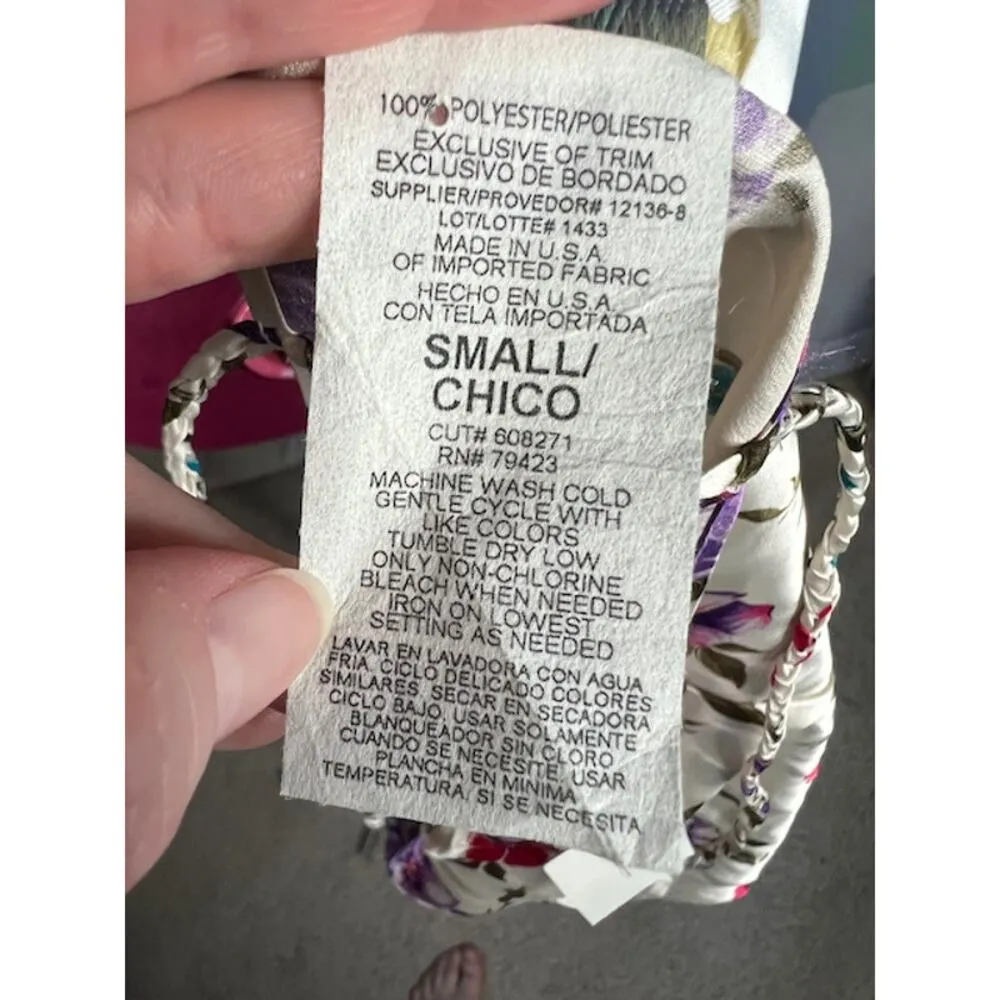 100% POLYESTER/POLIESTER
EXCLUSIVE OF TRIM
EXCLUSIVO DE BORDADO
SUPPLIER/PROVEDOR# 12136-8
LOT/LOTTE# 1433
MADE IN U.S.A.
OF IMPORTED FABRIC
HECHO EN U.S.A.
CON TELA IMPORTADA
SMALL/
CHICO
CUT# 608271
RN# 79423
MACHINE WASH COLD
GENTLE CYCLE WITH
LIKE COLORS
TUMBLE DRY LOW
ONLY NON-CHLORINE
BLEACH WHEN NEEDED
IRON ON LOWEST
SETTING AS NEEDED
LAVAR EN LAVADORA CON AGUA
FRIA, CICLO DELICADO COLORES
SIMILARES, SECAR EN SECADORA
CICLO BAJO, USAR SOLAMENTE
BLANQUEADOR SIN CLORO
CUANDO SE NECESITE, USAR
PLANCHA EN MINIMA
TEMPERATURA, SI SE NECESITA